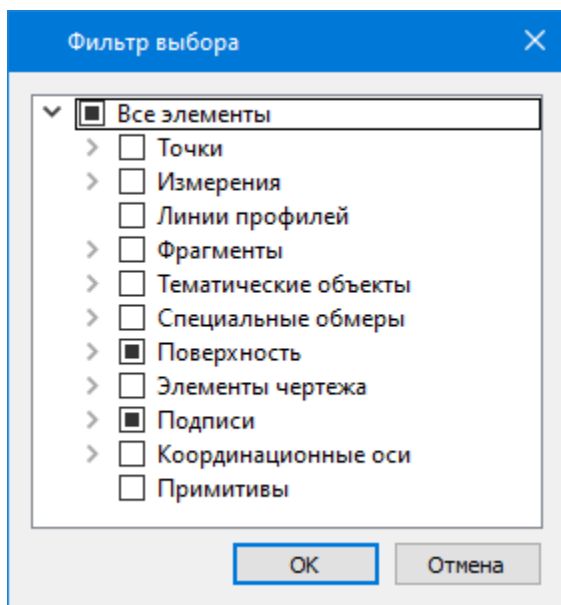 Фильтр выбора
Все элементы
Точки
Измерения
Линии профилей
Фрагменты
Тематические объекты
Специальные обмеры
Поверхность
Элементы чертежа
Подписи
Координационные оси
Примитивы
ОК Отмена